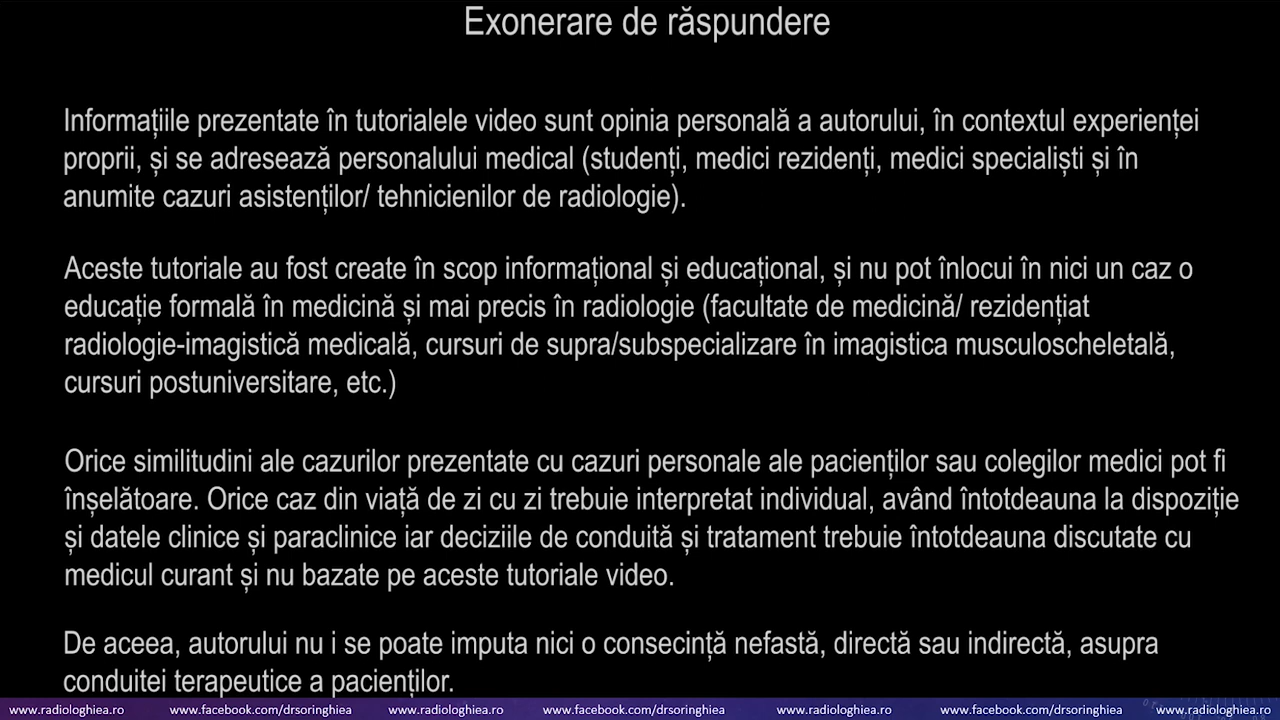 Exonerare de răspundere
Informațiile prezentate în tutorialele video sunt opinia personală a autorului, în contextul experienței
proprii, și se adresează personalului medical (studenți, medici rezidenți, medici specialiști și în
anumite cazuri asistenților/ tehnicienilor de radiologie).
Aceste tutoriale au fost create în scop informațional și educațional, și nu pot înlocui în nici un caz o
educație formală în medicină și mai precis în radiologie (facultate de medicină/ rezidențiat
radiologie-imagistică medicală, cursuri de supra/subspecializare în imagistica musculoscheletală,
cursuri postuniversitare, etc.)
Orice similitudini ale cazurilor prezentate cu cazuri personale ale pacienților sau colegilor medici pot fi
înșelătoare. Orice caz din viață de zi cu zi trebuie interpretat individual, având întotdeauna la dispoziție
și datele clinice și paraclinice iar deciziile de conduită și tratament trebuie întotdeauna discutate cu
medicul curant și nu bazate pe aceste tutoriale video.
De aceea, autorului nu i se poate imputa nici o consecință nefastă, directă sau indirectă, asupra
conduitei terapeutice a pacienților.
www.radiologhiea.ro www.facebook.com/drsoringhiea www.radiologhiea.ro www.facebook.com/drsoringhiea www.radiologhiea.ro www.facebook.com/drsoringhiea www.radiologhiea.ro